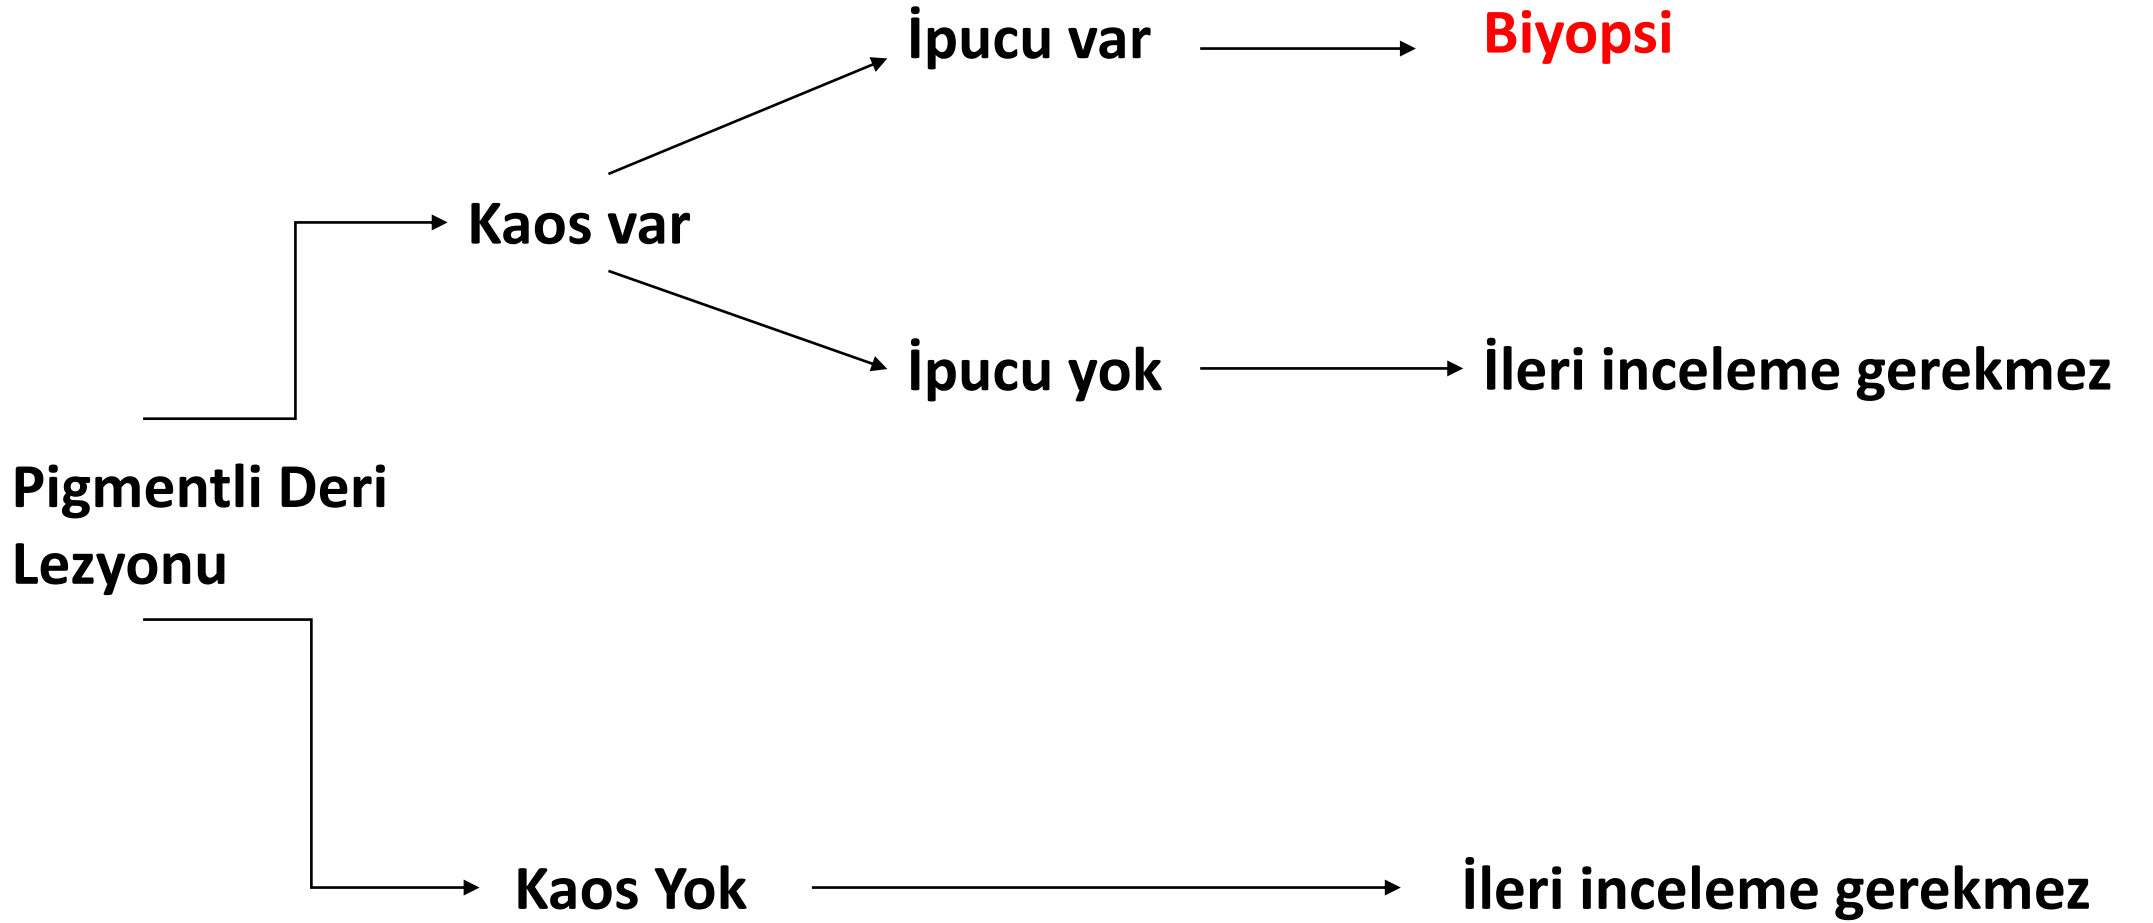 İpucu var
Biyopsi
Kaos var
İpucu yok
İleri inceleme gerekmez
Pigmentli Deri
Lezyonu
Kaos Yok
İleri inceleme gerekmez